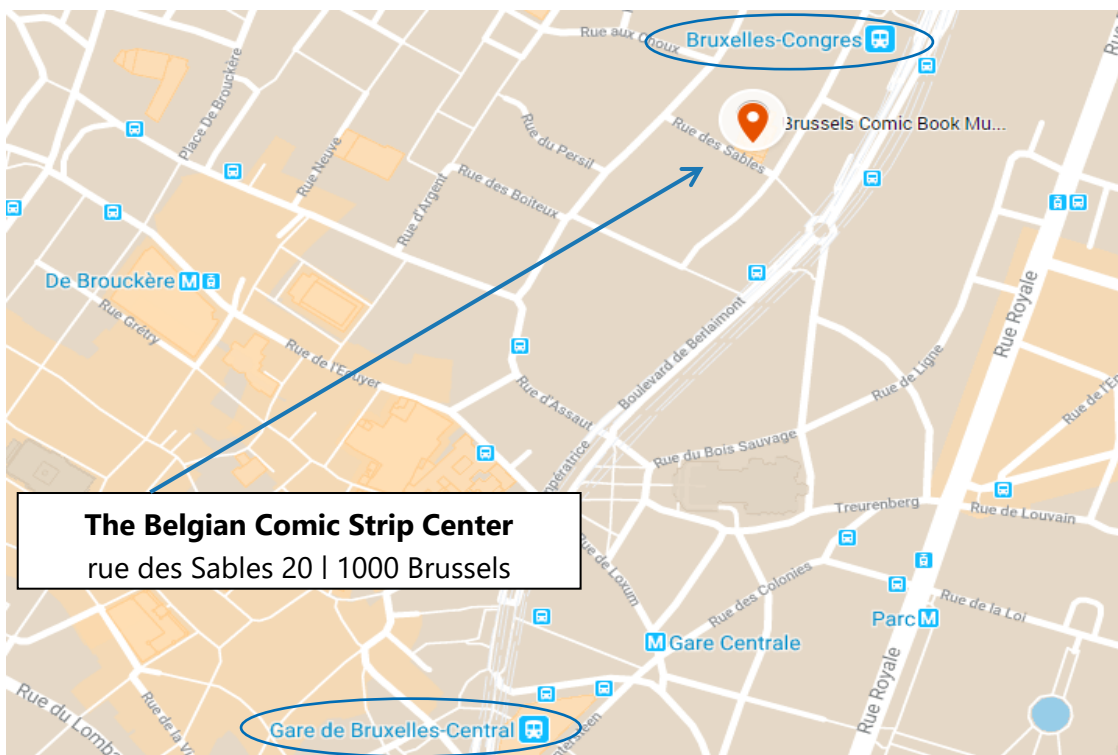 Rue aux Choux
Bruxelles-Congres
Brussels Comic Book Mu...
Place De Brouckère
Rue Neuve
Rue du Persil
Rue des Sables
Rue d'Argent
Rue des Boiteux
De Brouckère M
Rue Grétry
Rue de l'Ecuyer
Boulevard de Berlaimont
Rue Royale
Rue de Ligne
Rue d'Assaut
Rue du Bois Sauvage
The Belgian Comic Strip Center
rue des Sables 20 | 1000 Brussels
Treurenberg
Rue de Louvain
Rue de Loxum
Rue des Colonies
Rue de la Loi
Parc M
M Gare Centrale
Rue Royale
Gare de Bruxelles-Central